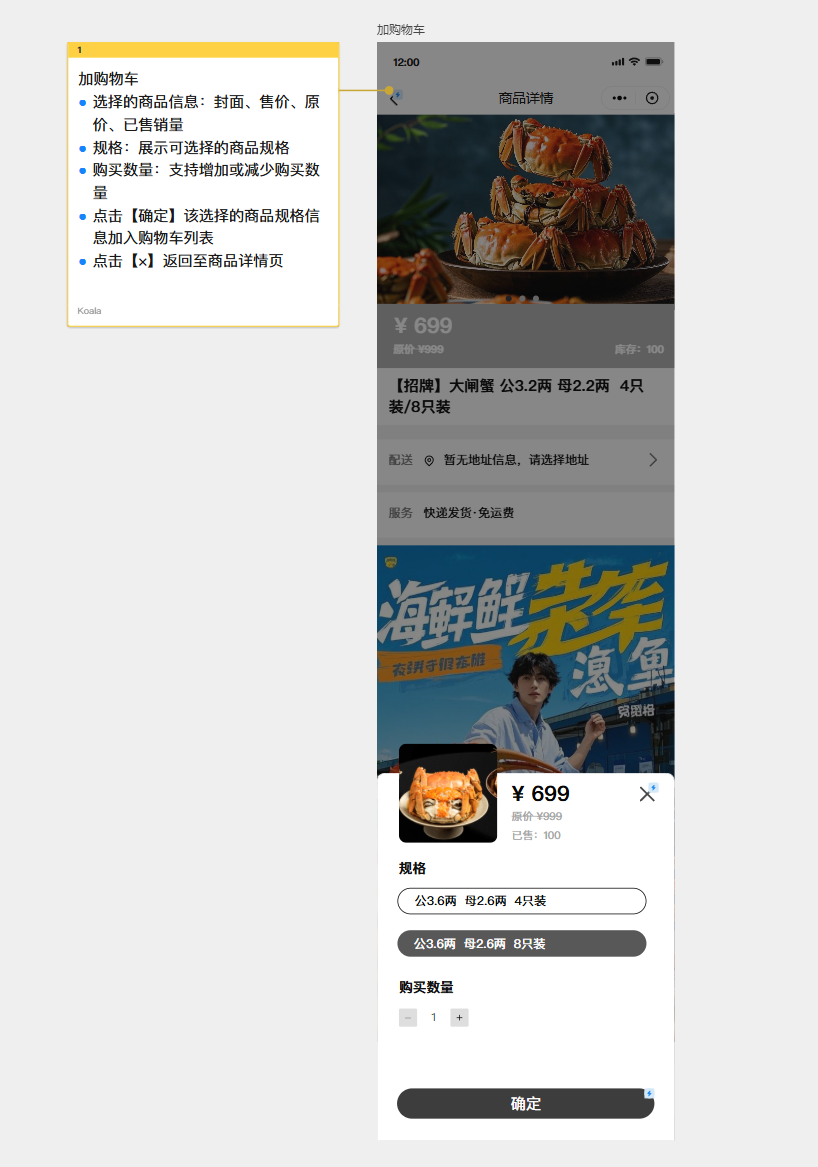 加购物车
1
加购物车
选择的商品信息：封面、售价、原
价、已售销量
规格：展示可选择的商品规格
购买数量：支持增加或减少购买数
量
点击【确定】该选择的商品规格信
息加入购物车列表
点击【×】返回至商品详情页
Koala
12:00
商品详情
¥ 699
原价 ¥999
库存：100
【招牌】大闸蟹 公3.2两 母2.2两 4只
装/8只装
配送 暂无地址信息，请选择地址
服务 快递发货·免运费
¥ 699
原价 ¥999
已售：100
规格
公3.6两 母2.6两 4只装
公3.6两 母2.6两 8只装
购买数量
− 1 +
确定